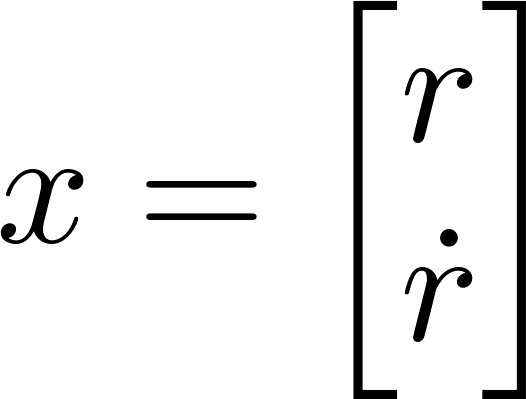 x = [r
ṙ]